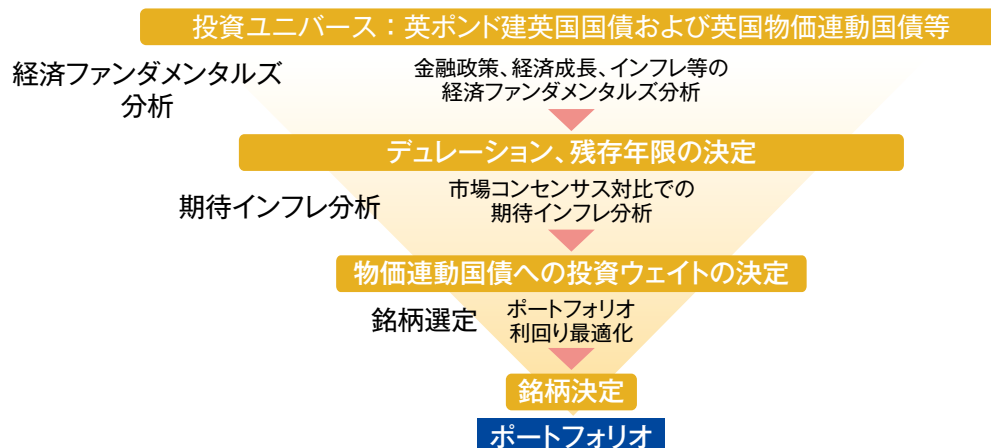 投資ユニバース：英ポンド建英国国債および英国物価連動国債等
経済ファンダメンタルズ
分析
金融政策、経済成長、インフレ等の
経済ファンダメンタルズ分析
デュレーション、残存年限の決定
期待インフレ分析
市場コンセンサス対比での
期待インフレ分析
物価連動国債への投資ウェイトの決定
銘柄選定
ポートフォリオ
利回り最適化
銘柄決定
ポートフォリオ